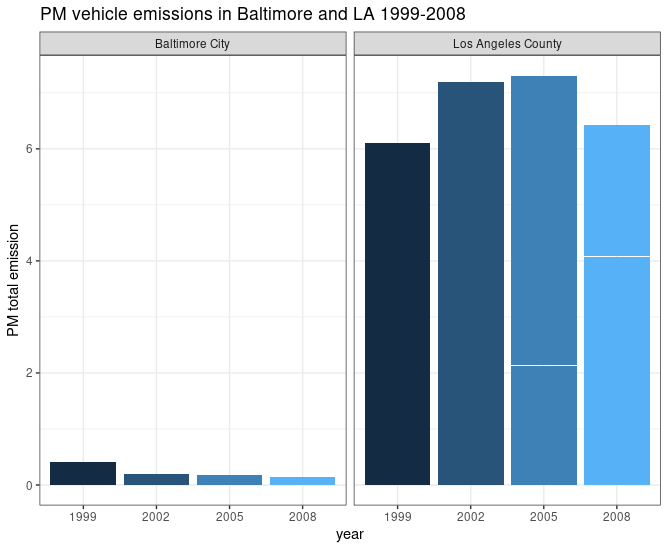 PM vehicle emissions in Baltimore and LA 1999-2008
Baltimore City
Los Angeles County
PM total emission
6
4
2
0
1999 2002 2005 2008
1999 2002 2005 2008
year